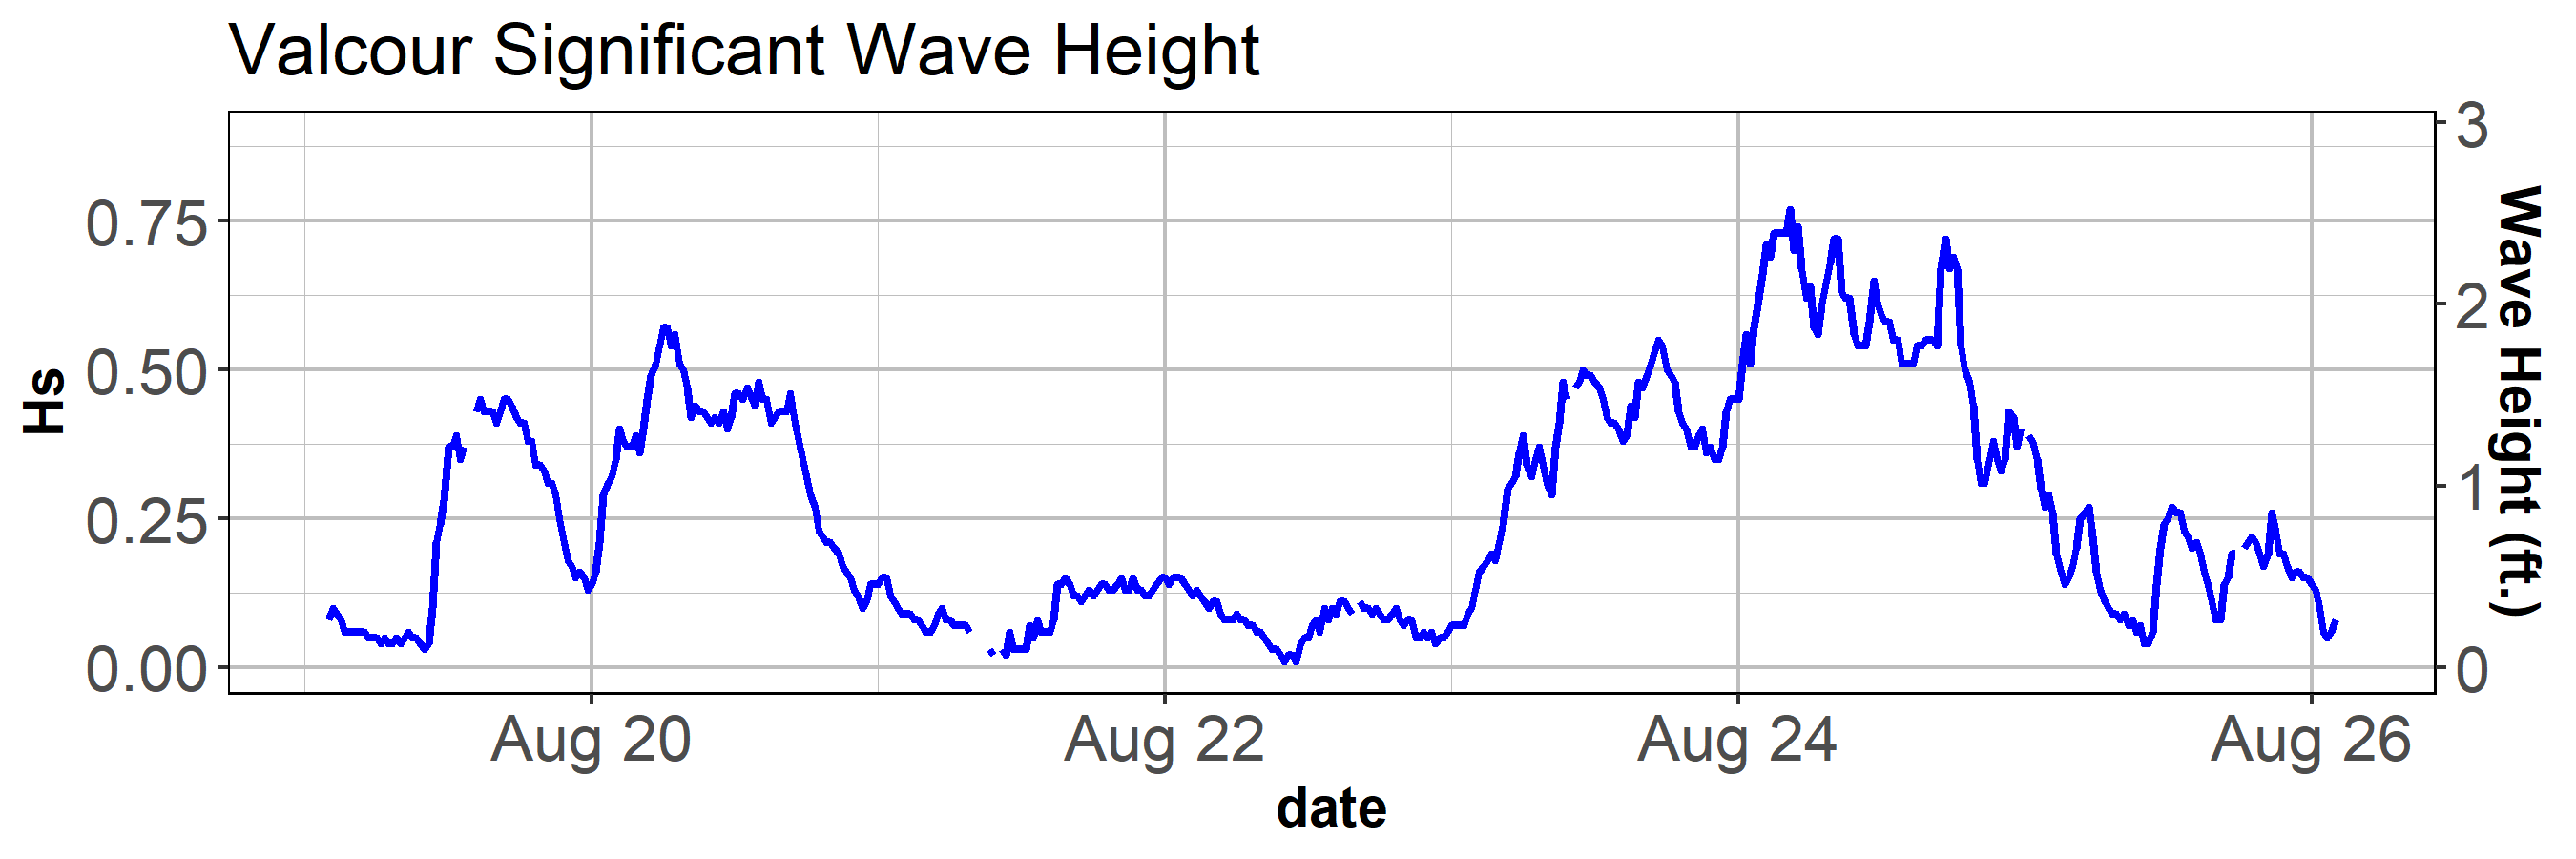 Valcour Significant Wave Height
Hs
0.75
0.50
0.25
0.00
3
2
1
0
Wave Height (ft.)
Aug 20 Aug 22 Aug 24 Aug 26
date